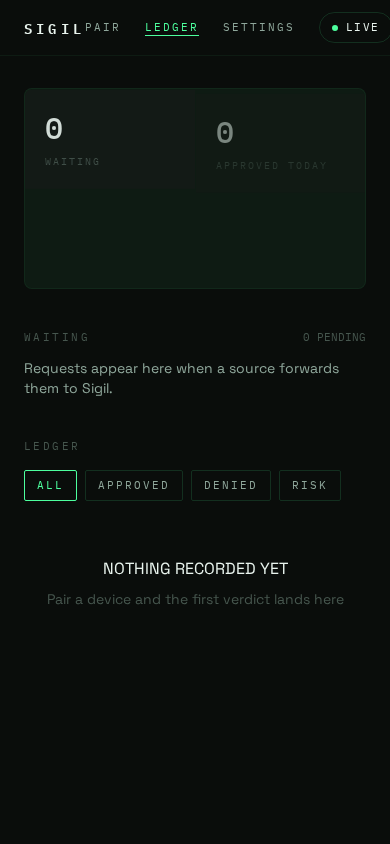 SIGIL PAIR LEDGER SETTINGS LIVE
0 0
WAITING APPROVED TODAY
WAITING 0 PENDING
Requests appear here when a source forwards
them to Sigil.
LEDGER
ALL APPROVED DENIED RISK
NOTHING RECORDED YET
Pair a device and the first verdict lands here